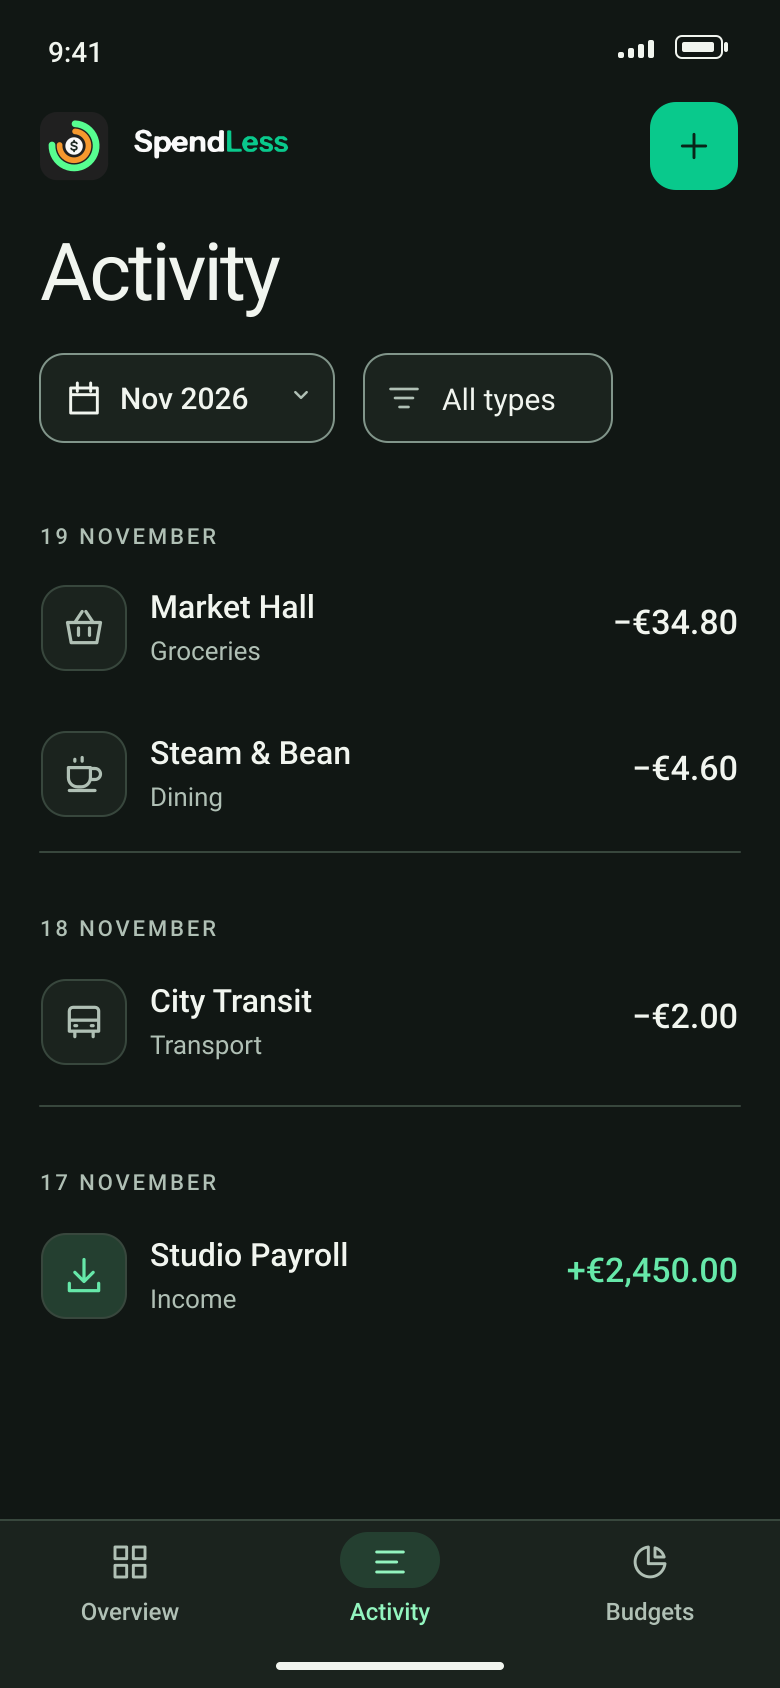 9:41
$
SpendLess
Activity
Nov 2026
All types
19 NOVEMBER
Market Hall
Groceries
−€34.80
Steam & Bean
Dining
−€4.60
18 NOVEMBER
City Transit
Transport
−€2.00
17 NOVEMBER
Studio Payroll
Income
+€2,450.00
Overview
Activity
Budgets